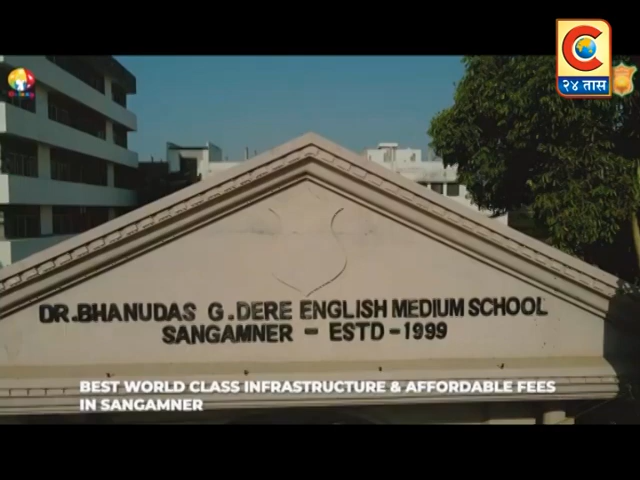 C
२४ तास
DR.BHANUDAS G.DERE ENGLISH MEDIUM SCHOOL
SANGAMNER - ESTD-1999
BEST WORLD CLASS INFRASTRUCTURE & AFFORDABLE FEES
IN SANGAMNER